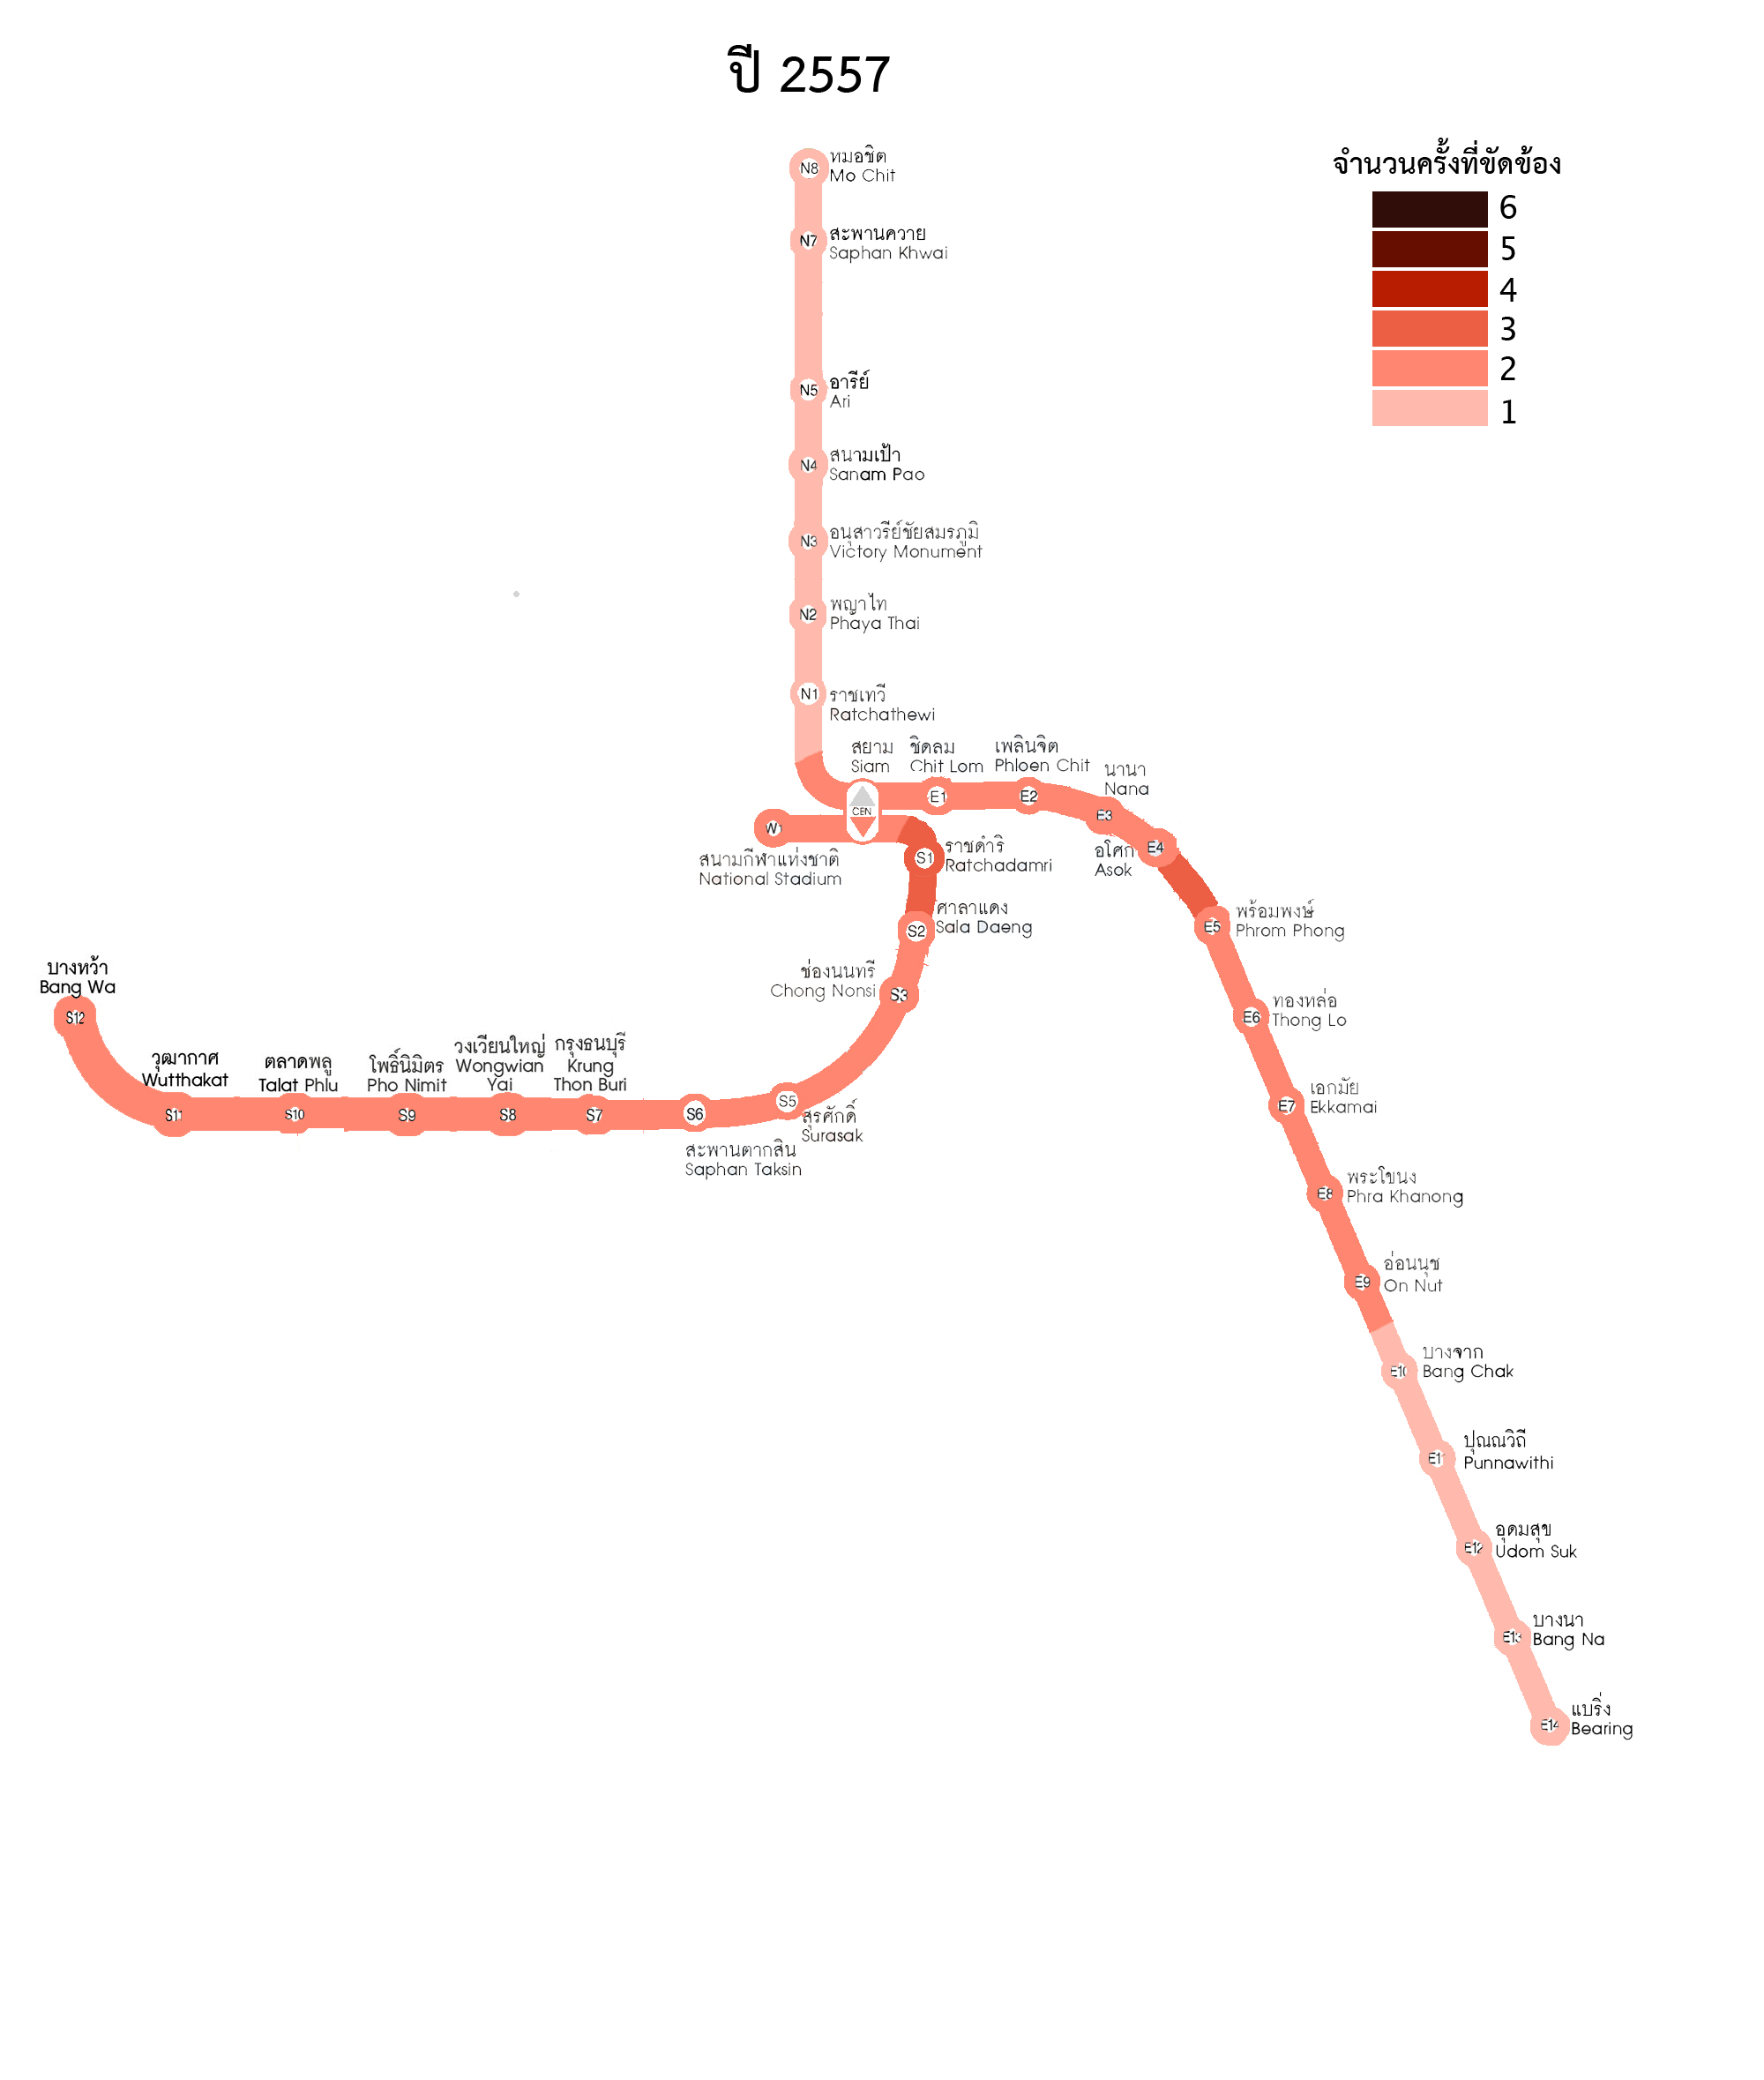 ปี 2557
จำนวนครั้งที่ขัดข้อง
6
5
4
3
2
1
N8
หมอชิต
Mo Chit
N7
สะพานควาย
Saphan Khwai
N5
อารีย์
Ari
N4
สนามเป้า
Sanam Pao
N3
อนุสาวรีย์ชัยสมรภูมิ
Victory Monument
N2
พญาไท
Phaya Thai
N1
ราชเทวี
Ratchathewi
สยาม
Siam
CEN
ชิดลม
Chit Lom
E1
เพลินจิต
Phloen Chit
E2
นานา
Nana
E3
อโศก
Asok
E4
W1
สนามกีฬาแห่งชาติ
National Stadium
S1
ราชดำริ
Ratchadamri
S2
ศาลาแดง
Sala Daeng
S3
ช่องนนทรี
Chong Nonsi
S5
สุรศักดิ์
Surasak
S6
สะพานตากสิน
Saphan Taksin
กรุงธนบุรี
Krung
Thon Buri
S7
วงเวียนใหญ่
Wongwian
Yai
S8
โพธิ์นิมิตร
Pho Nimit
S9
ตลาดพลู
Talat Phlu
S10
วุฒากาศ
Wutthakat
S11
บางหว้า
Bang Wa
S12
E5
พร้อมพงษ์
Phrom Phong
E6
ทองหล่อ
Thong Lo
E7
เอกมัย
Ekkamai
E8
พระโขนง
Phra Khanong
E9
อ่อนนุช
On Nut
E10
บางจาก
Bang Chak
E11
ปุณณวิถี
Punnawithi
E12
อุดมสุข
Udom Suk
E13
บางนา
Bang Na
E14
แบริ่ง
Bearing